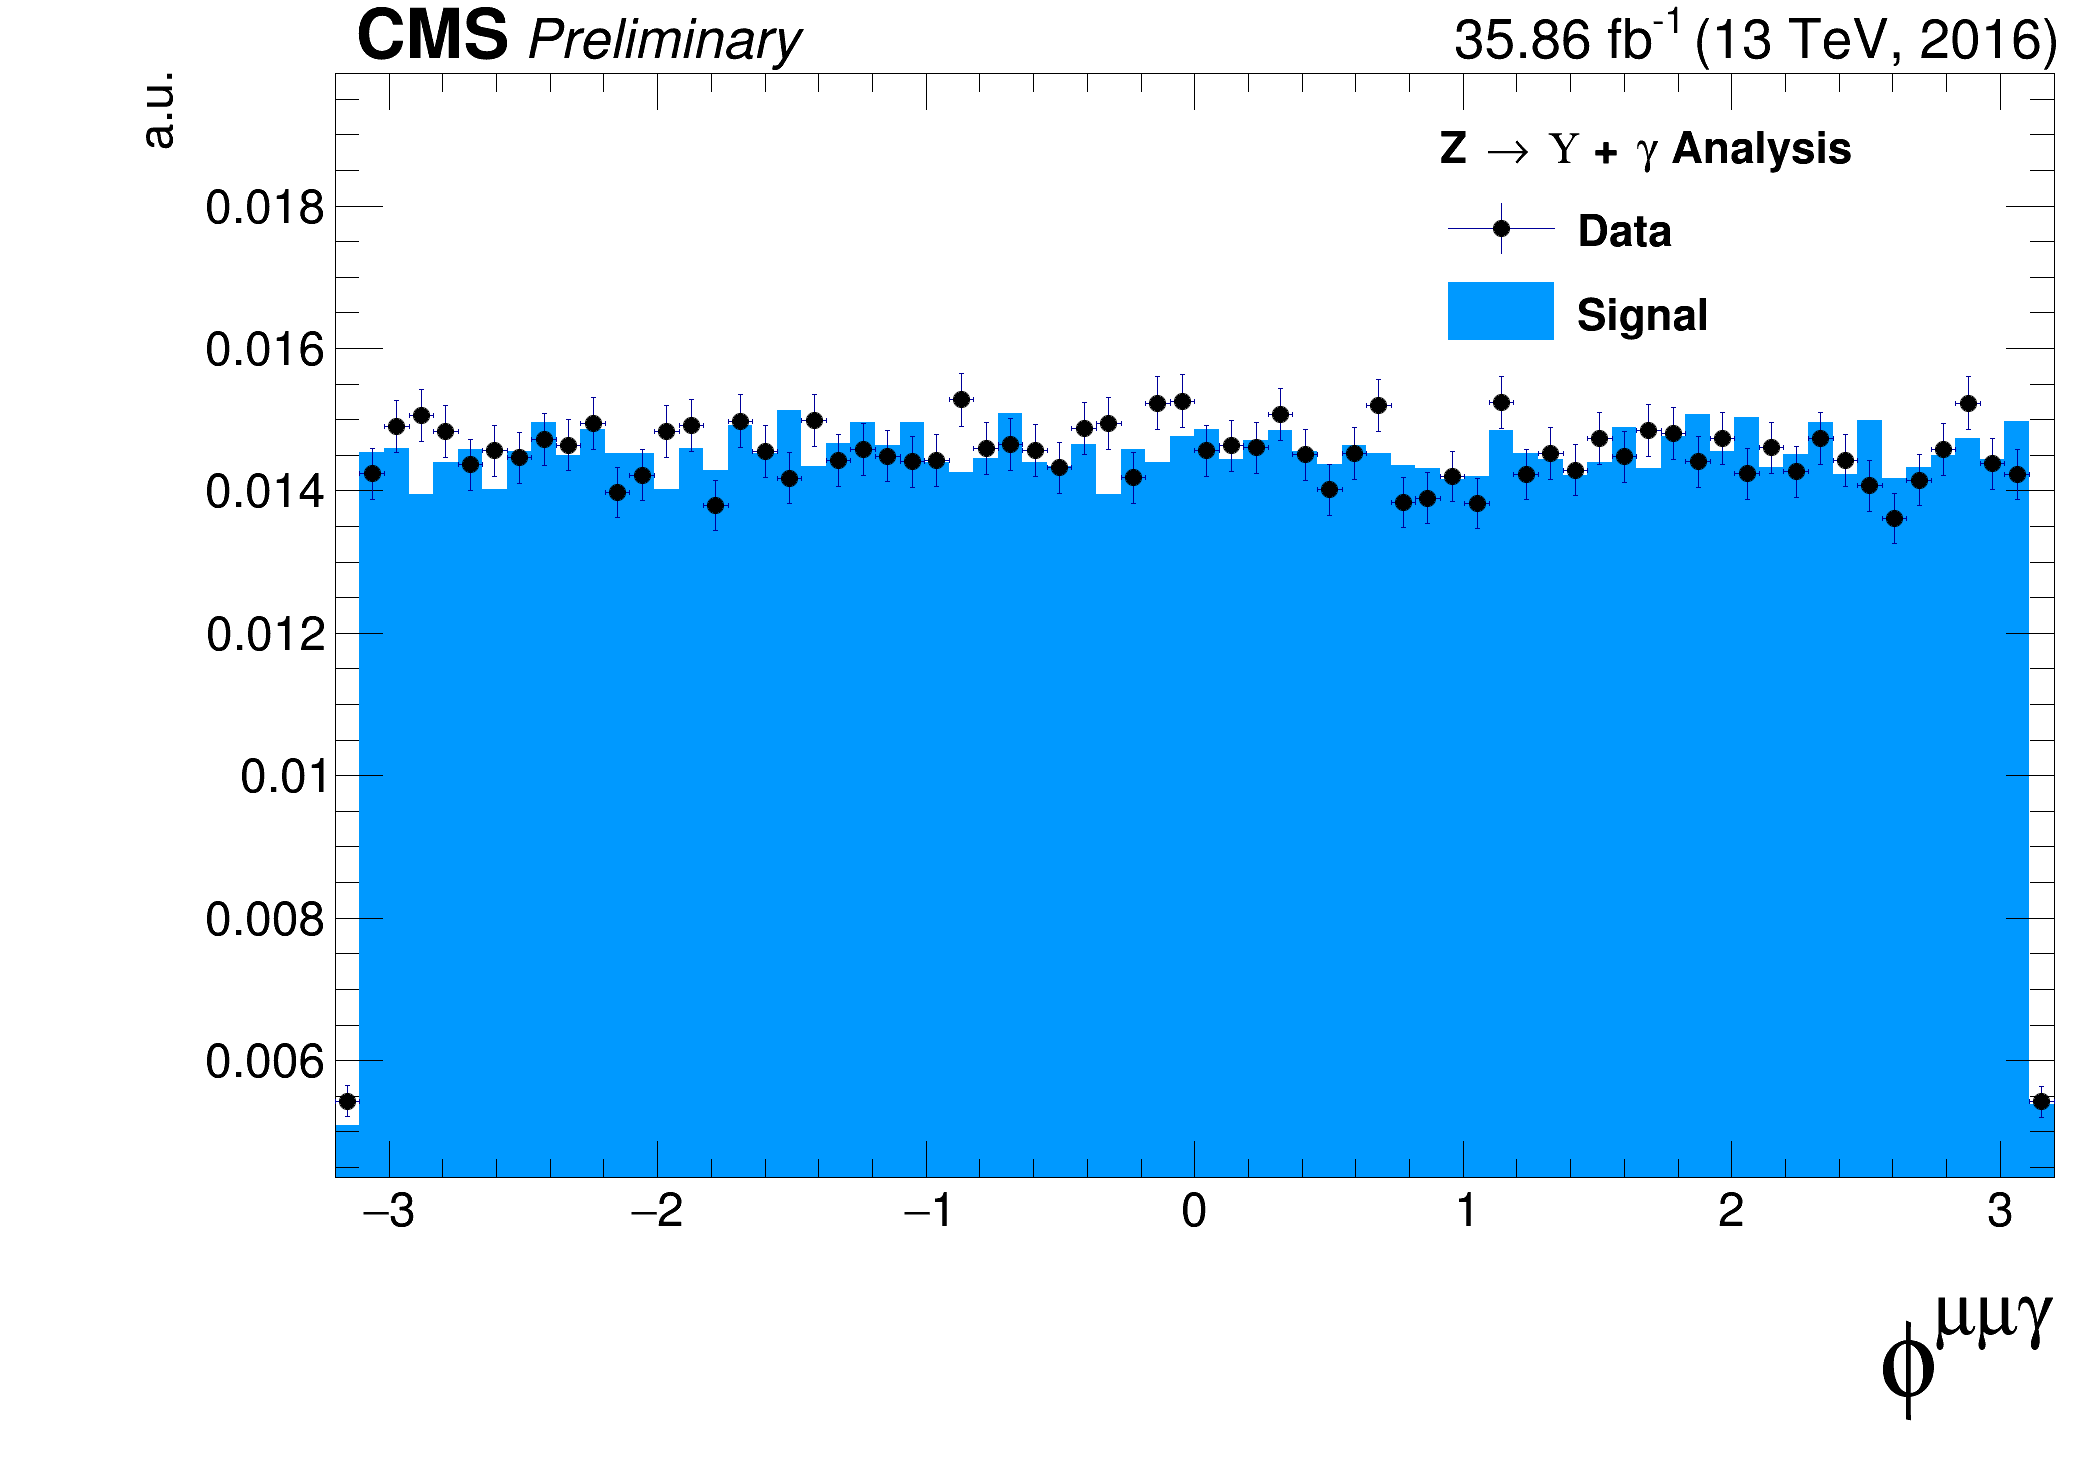 CMS Preliminary 35.86 fb⁻¹ (13 TeV, 2016)
a.u.
Z → ϒ + γ Analysis
Data
Signal
0.018
0.016
0.014
0.012
0.01
0.008
0.006
−3 −2 −1 0 1 2 3
ϕ^μμγ